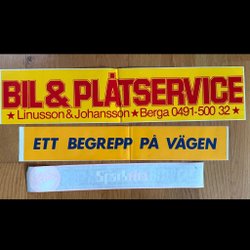 BIL & PLÅTSERVICE
★ Linusson & Johansson ★ Berga 0491-500 32 ★
ETT BEGREPP PÅ VÄGEN